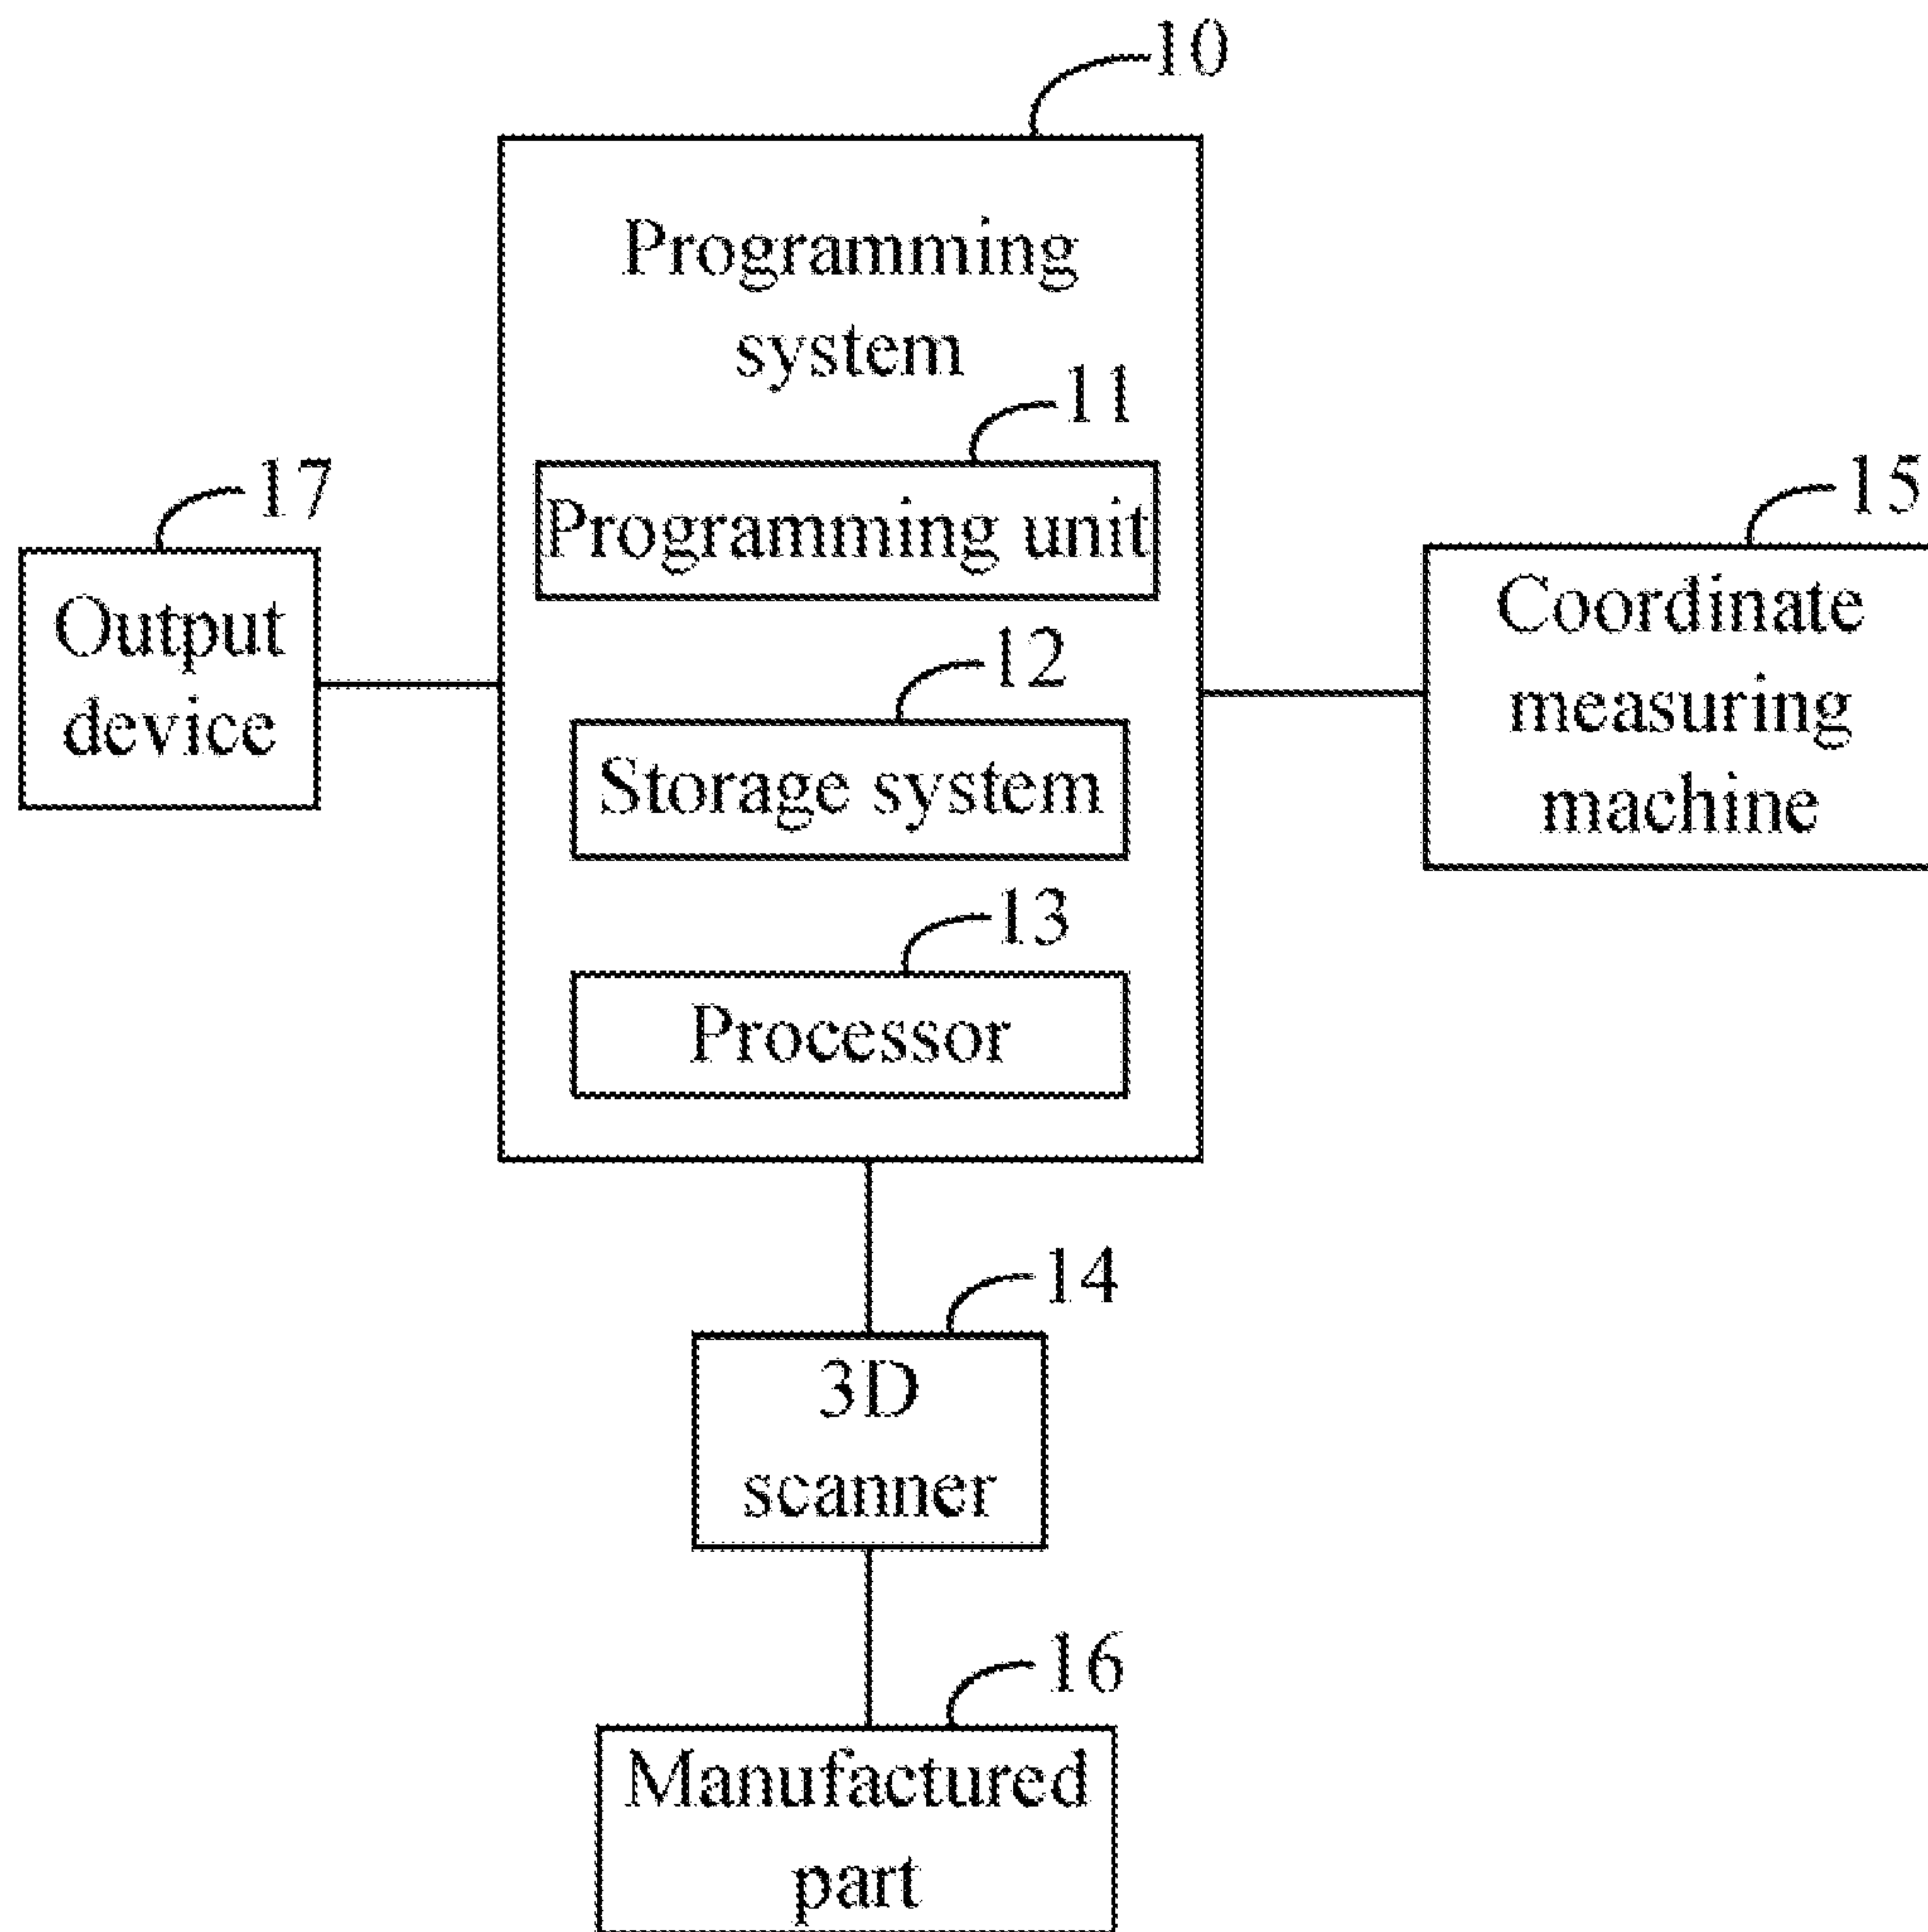 10
Programming
system
11
Programming unit
12
Storage system
13
Processor
17
Output
device
15
Coordinate
measuring
machine
14
3D
scanner
16
Manufactured
part